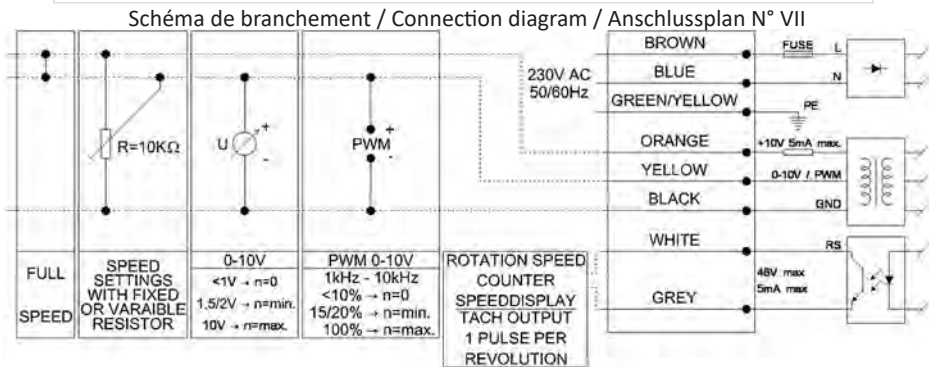 Schéma de branchement / Connection diagram / Anschlussplan N° VII
BROWN
FUSE
L
BLUE
N
230V AC
50/60Hz
GREEN/YELLOW
PE
R=10KΩ
U
+
-
+
PWM
-
ORANGE
+10V 5mA max.
YELLOW
0-10V / PWM
BLACK
GND
WHITE
RS
48V max
5mA max
GREY
FULL
SPEED
SPEED
SETTINGS
WITH FIXED
OR VARAIBLE
RESISTOR
0-10V
<1V → n=0
1.5/2V → n=min.
10V → n=max.
PWM 0-10V
1kHz - 10kHz
<10% → n=0
15/20% → n=min.
100% → n=max.
ROTATION SPEED
COUNTER
SPEEDDISPLAY
TACH OUTPUT
1 PULSE PER
REVOLUTION